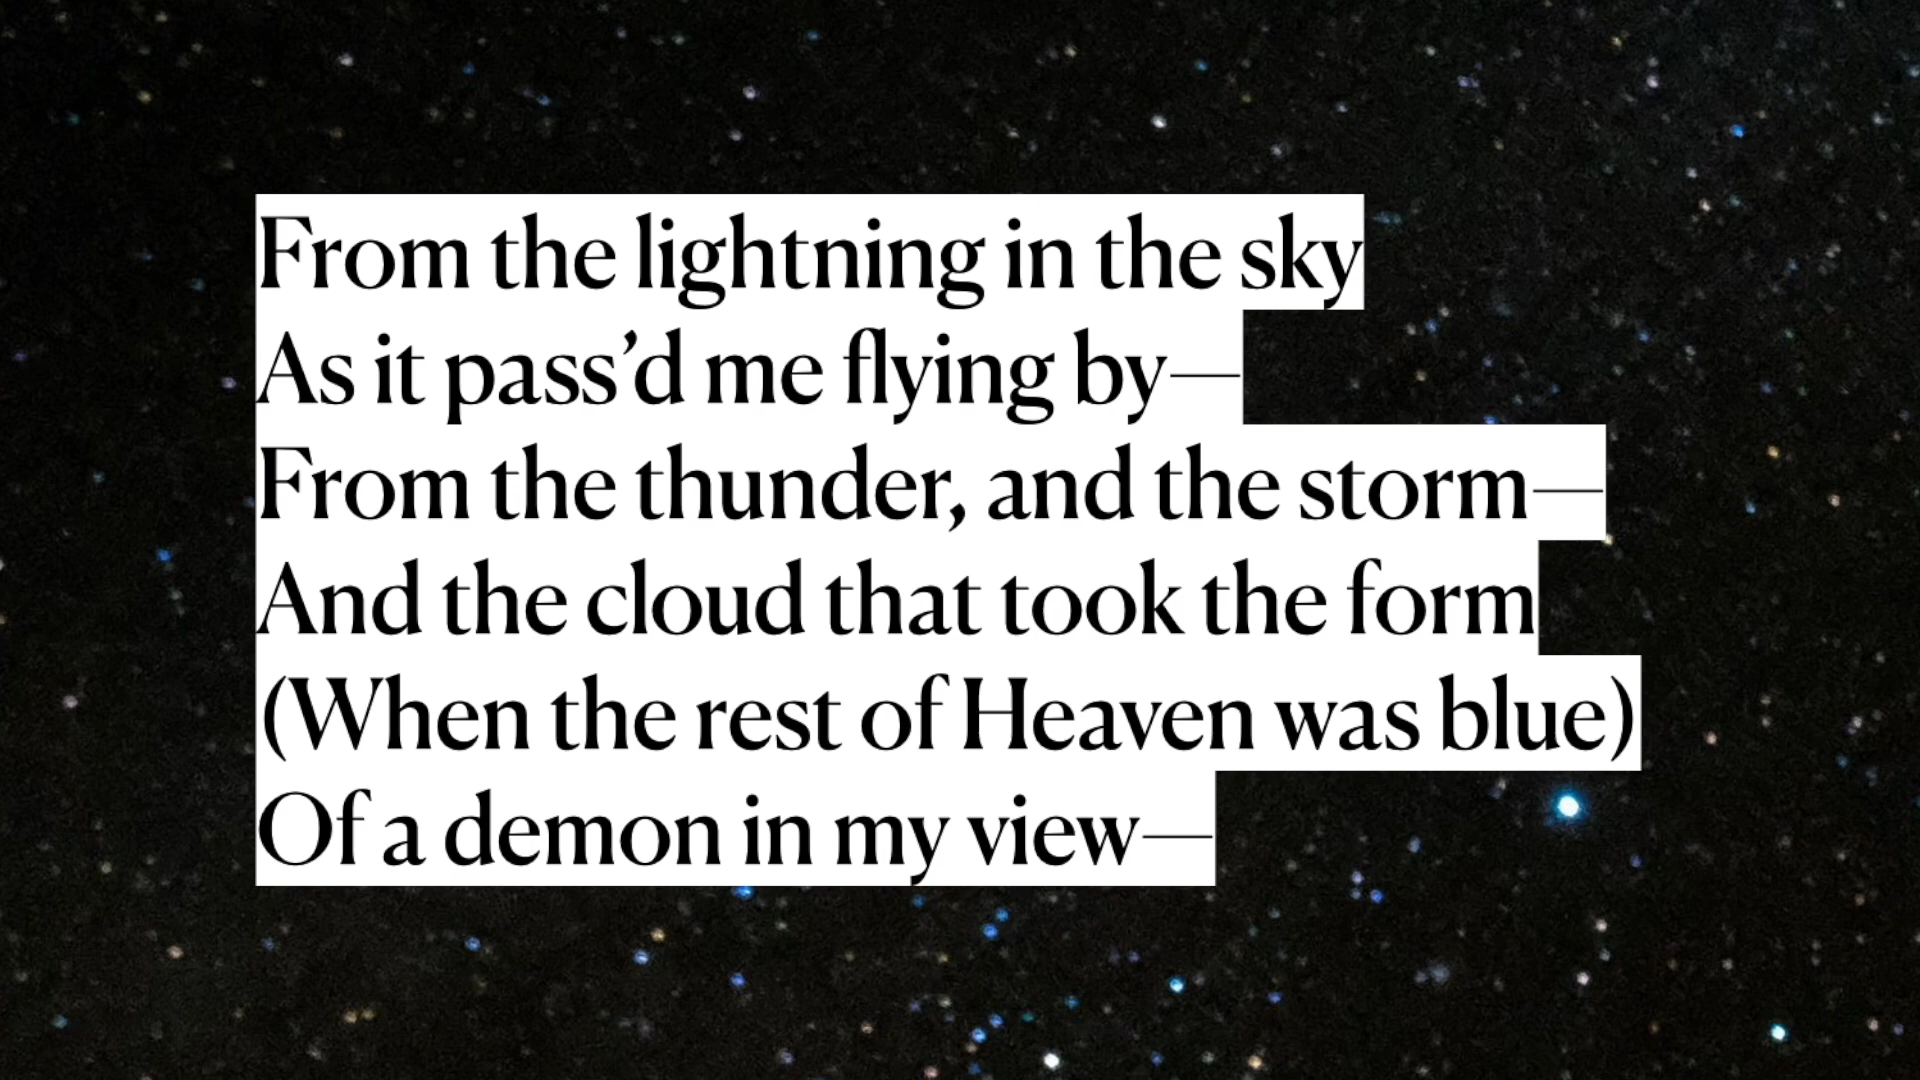 From the lightning in the sky
As it pass’d me flying by—
From the thunder, and the storm—
And the cloud that took the form
(When the rest of Heaven was blue)
Of a demon in my view—